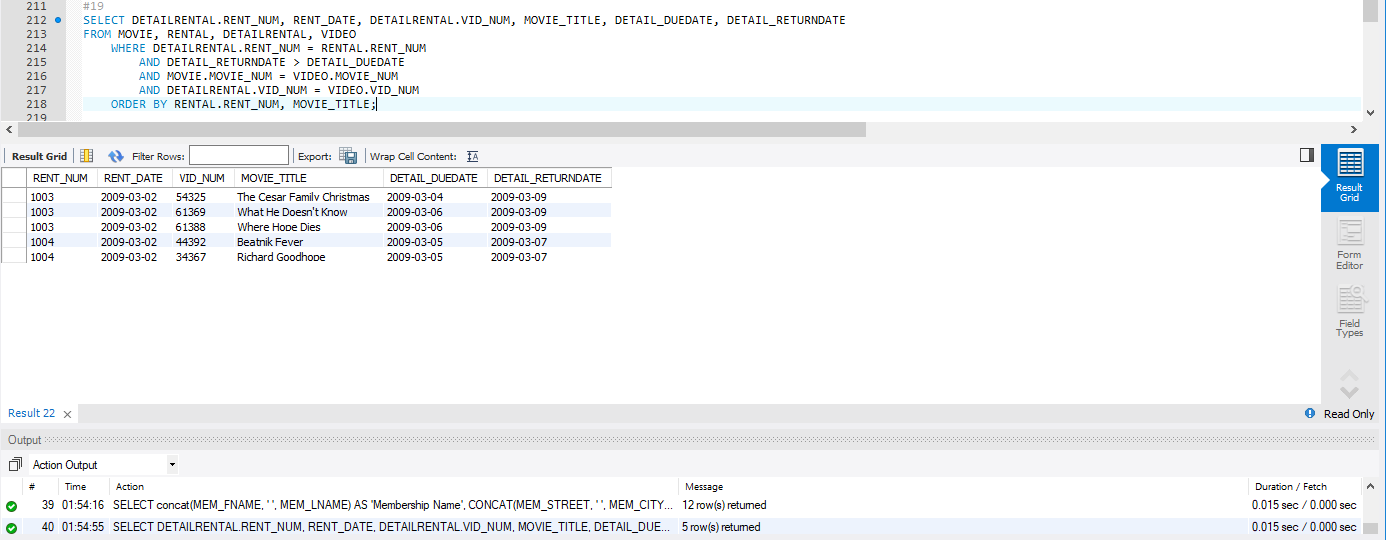 211 #19
212 SELECT DETAILRENTAL.RENT_NUM, RENT_DATE, DETAILRENTAL.VID_NUM, MOVIE_TITLE, DETAIL_DUEDATE, DETAIL_RETURNDATE
213 FROM MOVIE, RENTAL, DETAILRENTAL, VIDEO
214 WHERE DETAILRENTAL.RENT_NUM = RENTAL.RENT_NUM
215 AND DETAIL_RETURNDATE > DETAIL_DUEDATE
216 AND MOVIE.MOVIE_NUM = VIDEO.MOVIE_NUM
217 AND DETAILRENTAL.VID_NUM = VIDEO.VID_NUM
218 ORDER BY RENTAL.RENT_NUM, MOVIE_TITLE;
219
Result Grid Filter Rows: Export: Wrap Cell Content:
RENT_NUM RENT_DATE VID_NUM MOVIE_TITLE DETAIL_DUEDATE DETAIL_RETURNDATE
1003 2009-03-02 54325 The Cesar Family Christmas 2009-03-04 2009-03-09
1003 2009-03-02 61369 What He Doesn't Know 2009-03-06 2009-03-09
1003 2009-03-02 61388 Where Hope Dies 2009-03-06 2009-03-09
1004 2009-03-02 44392 Beatnik Fever 2009-03-05 2009-03-07
1004 2009-03-02 34367 Richard Goodhope 2009-03-05 2009-03-07
Result
Grid
Form
Editor
Field
Types
Result 22 Read Only
Output
Action Output
# Time Action Message Duration / Fetch
39 01:54:16 SELECT concat(MEM_FNAME, ' ', MEM_LNAME) AS 'Membership Name', CONCAT(MEM_STREET, ' ', MEM_CITY... 12 row(s) returned 0.015 sec / 0.000 sec
40 01:54:55 SELECT DETAILRENTAL.RENT_NUM, RENT_DATE, DETAILRENTAL.VID_NUM, MOVIE_TITLE, DETAIL_DUE... 5 row(s) returned 0.015 sec / 0.000 sec